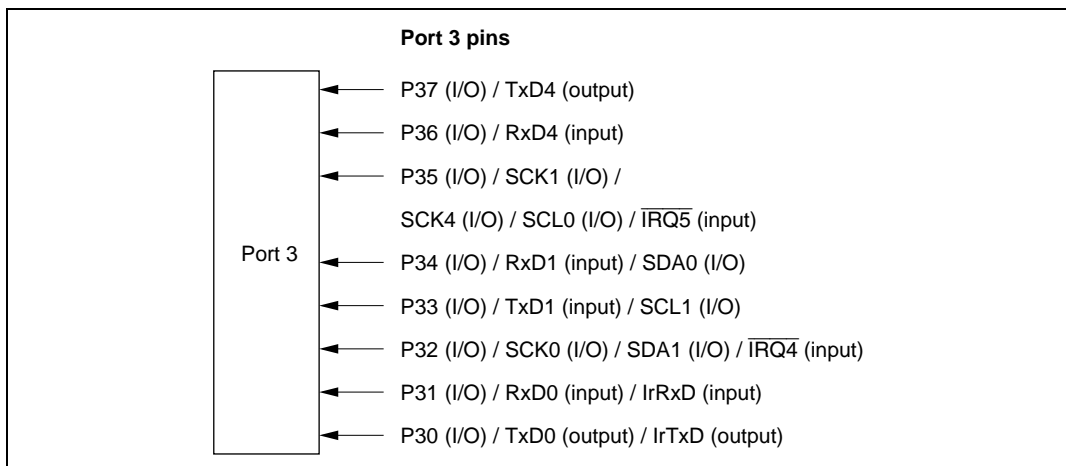 Port 3 pins
P37 (I/O) / TxD4 (output)
P36 (I/O) / RxD4 (input)
P35 (I/O) / SCK1 (I/O) /
SCK4 (I/O) / SCL0 (I/O) / I̅R̅Q̅5̅ (input)
Port 3
P34 (I/O) / RxD1 (input) / SDA0 (I/O)
P33 (I/O) / TxD1 (input) / SCL1 (I/O)
P32 (I/O) / SCK0 (I/O) / SDA1 (I/O) / I̅R̅Q̅4̅ (input)
P31 (I/O) / RxD0 (input) / IrRxD (input)
P30 (I/O) / TxD0 (output) / IrTxD (output)